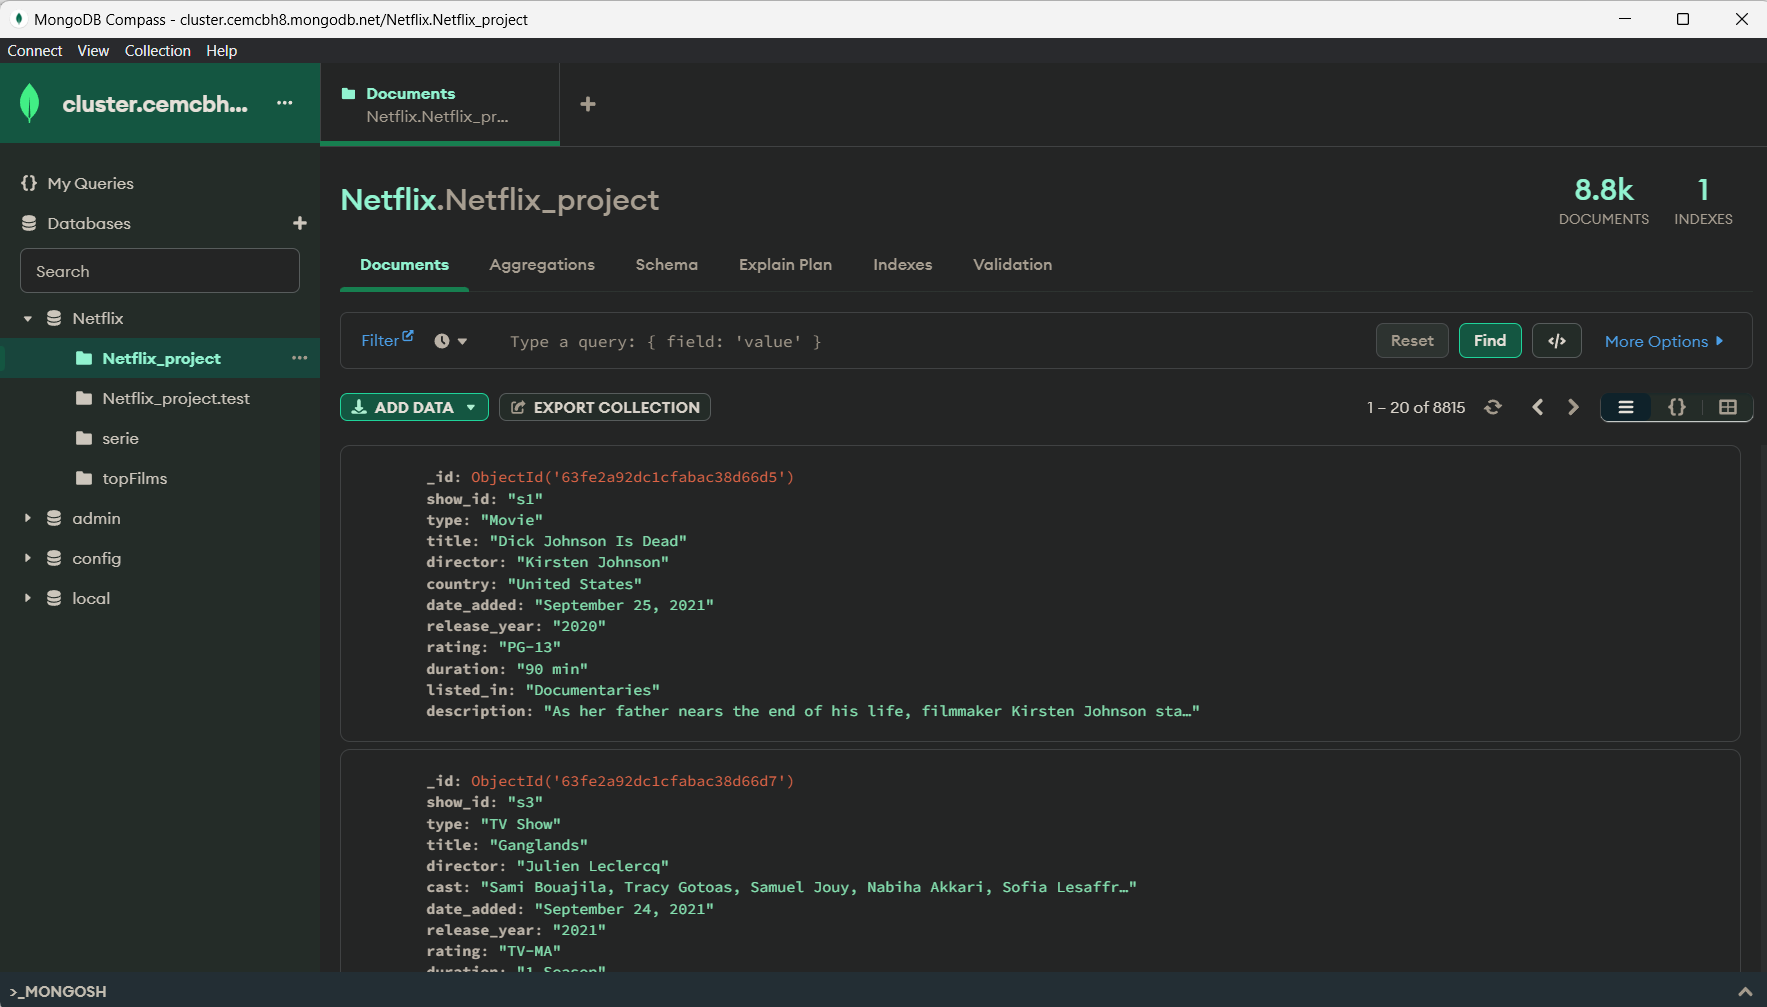 MongoDB Compass - cluster.cemcbh8.mongodb.net/Netflix.Netflix_project
Connect View Collection Help
cluster.cemcbh...
Documents
Netflix.Netflix_pr...
My Queries
Databases
Search
Netflix
Netflix_project
Netflix_project.test
serie
topFilms
admin
config
local
Netflix.Netflix_project
8.8k
DOCUMENTS
1
INDEXES
Documents Aggregations Schema Explain Plan Indexes Validation
Filter Type a query: { field: 'value' } Reset Find </> More Options
ADD DATA EXPORT COLLECTION 1 – 20 of 8815 {}
_id: ObjectId('63fe2a92dc1cfabac38d66d5')
show_id: "s1"
type: "Movie"
title: "Dick Johnson Is Dead"
director: "Kirsten Johnson"
country: "United States"
date_added: "September 25, 2021"
release_year: "2020"
rating: "PG-13"
duration: "90 min"
listed_in: "Documentaries"
description: "As her father nears the end of his life, filmmaker Kirsten Johnson sta…"
_id: ObjectId('63fe2a92dc1cfabac38d66d7')
show_id: "s3"
type: "TV Show"
title: "Ganglands"
director: "Julien Leclercq"
cast: "Sami Bouajila, Tracy Gotoas, Samuel Jouy, Nabiha Akkari, Sofia Lesaffr…"
date_added: "September 24, 2021"
release_year: "2021"
rating: "TV-MA"
duration: "1 Season"
>_MONGOSH